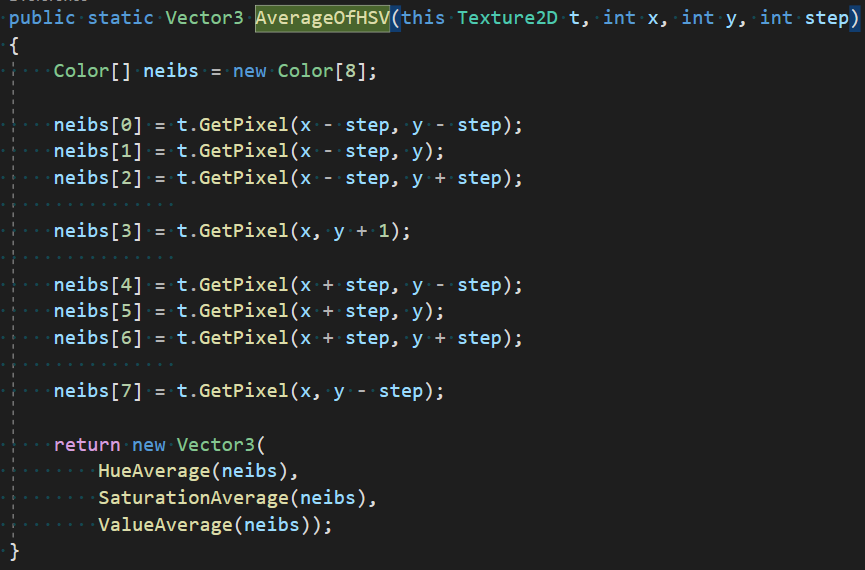 public static Vector3 AverageOfHSV(this Texture2D t, int x, int y, int step)
{
    Color[] neibs = new Color[8];

    neibs[0] = t.GetPixel(x - step, y - step);
    neibs[1] = t.GetPixel(x - step, y);
    neibs[2] = t.GetPixel(x - step, y + step);

    neibs[3] = t.GetPixel(x, y + 1);

    neibs[4] = t.GetPixel(x + step, y - step);
    neibs[5] = t.GetPixel(x + step, y);
    neibs[6] = t.GetPixel(x + step, y + step);

    neibs[7] = t.GetPixel(x, y - step);

    return new Vector3(
        HueAverage(neibs),
        SaturationAverage(neibs),
        ValueAverage(neibs));
}